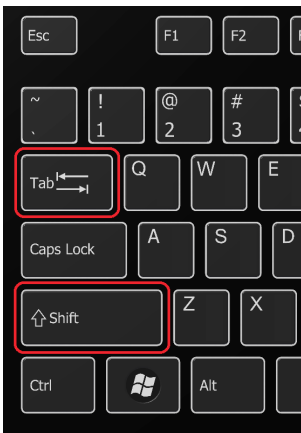 Esc F1 F2
~ ! @ #
` 1 2 3
Tab Q W E
Caps Lock A S D
Shift Z X
Ctrl Alt